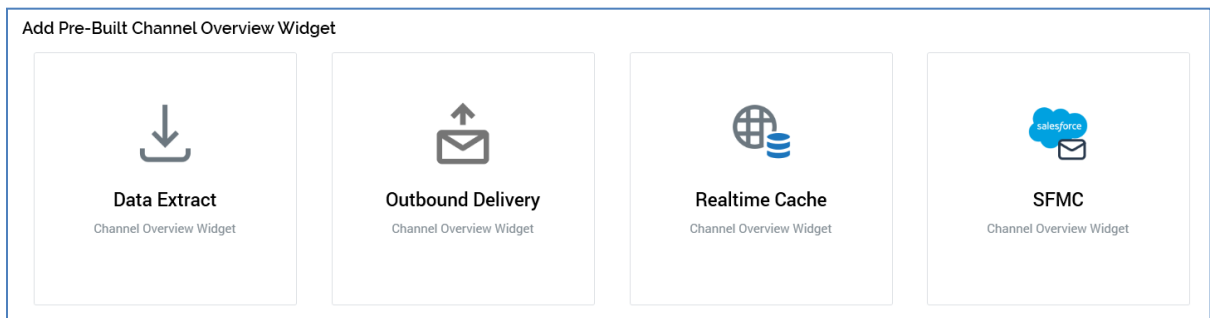 Add Pre-Built Channel Overview Widget
salesforce
Data Extract
Outbound Delivery
Realtime Cache
SFMC
Channel Overview Widget
Channel Overview Widget
Channel Overview Widget
Channel Overview Widget